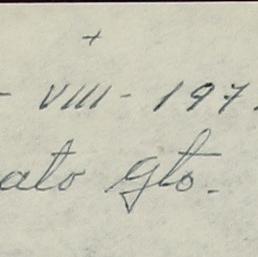 +
- VIII - 197
ato Gto.